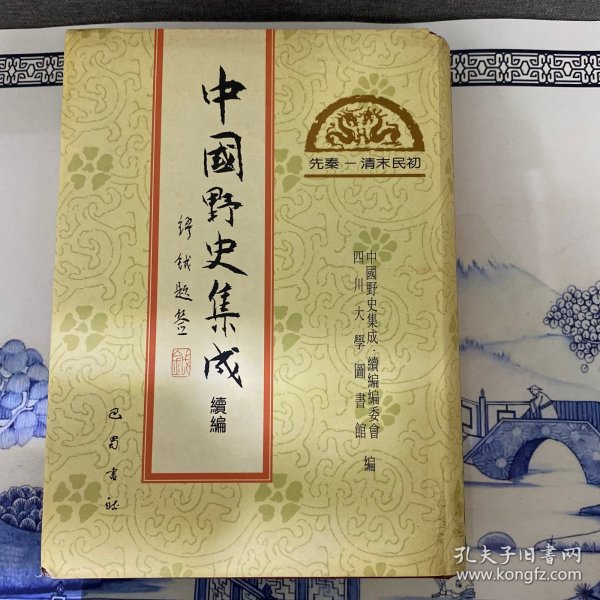 先秦－清末民初
中國野史集成·續編編委會
四川大學圖書館
編
中國野史集成
續編
題簽
巴蜀書社
孔夫子旧书网
www.kongfz.com